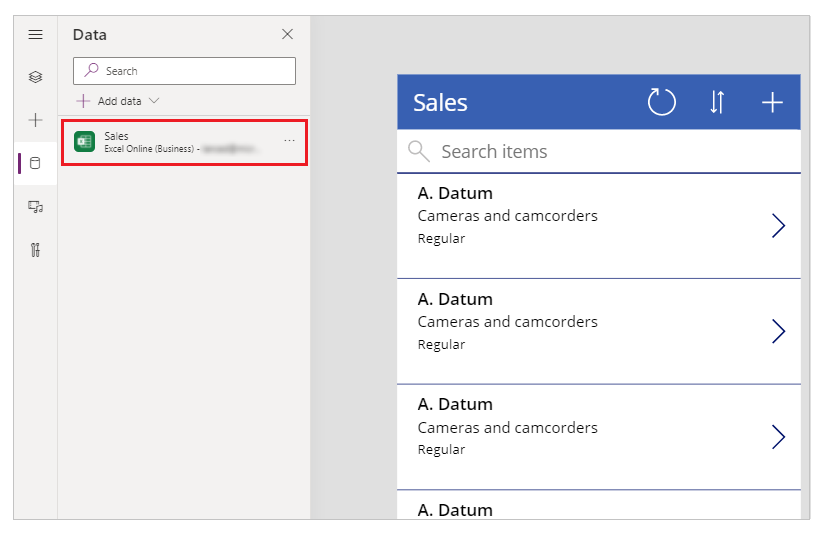 Data
Search
Add data
Sales
Excel Online (Business) -
Sales
Search items
A. Datum
Cameras and camcorders
Regular
A. Datum
Cameras and camcorders
Regular
A. Datum
Cameras and camcorders
Regular
A. Datum